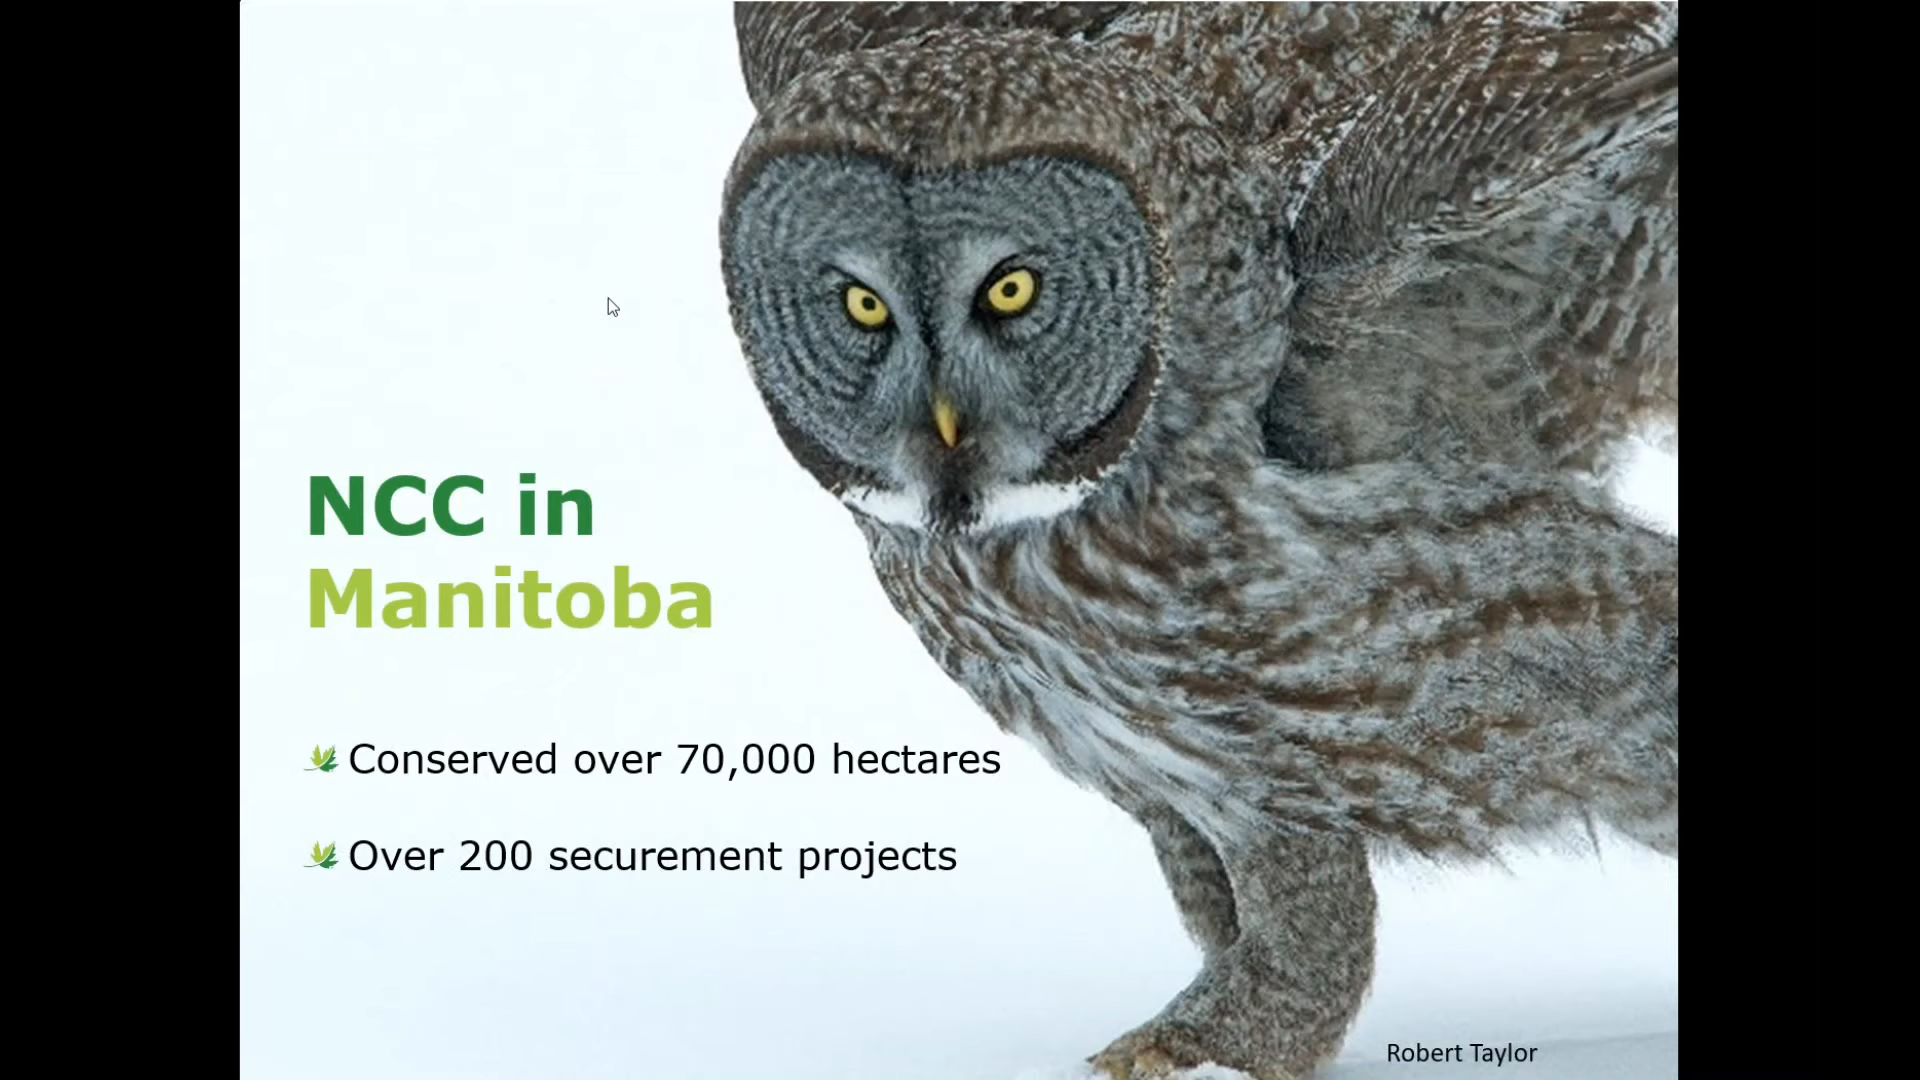 NCC in
Manitoba
Conserved over 70,000 hectares
Over 200 securement projects
Robert Taylor